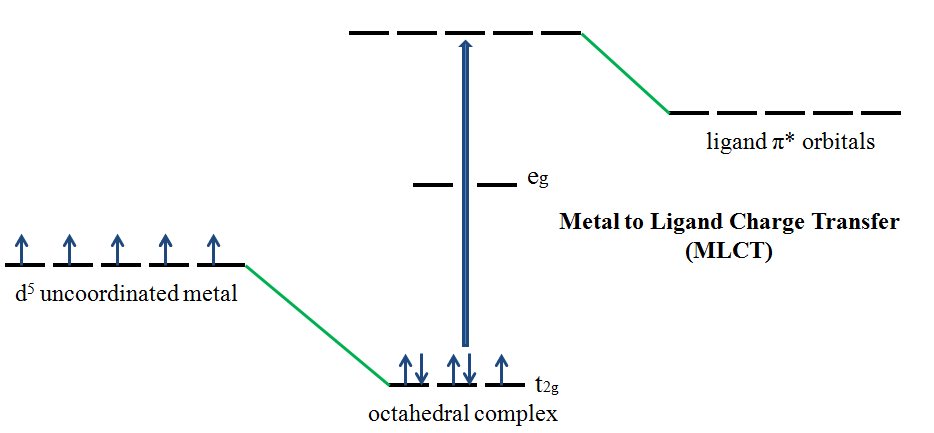 ligand π* orbitals
eg
Metal to Ligand Charge Transfer
(MLCT)
d⁵ uncoordinated metal
t₂g
octahedral complex